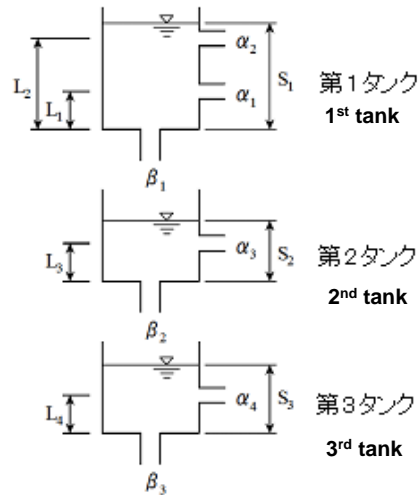 α₂
L₂
S₁
第1タンク
L₁
α₁
1st tank
β₁
L₃
α₃
S₂
第2タンク
2nd tank
β₂
L₄
α₄
S₃
第3タンク
3rd tank
β₃